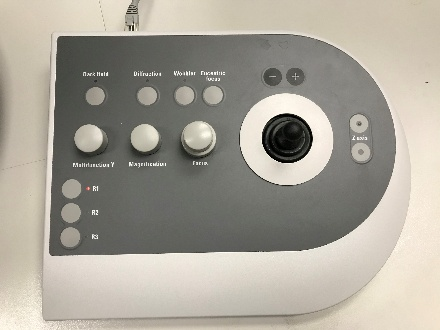 Dark field
Diffraction
Wobbler
Eucentric
focus
Multifunction Y
Magnification
Focus
Z axis
R1
R2
R3